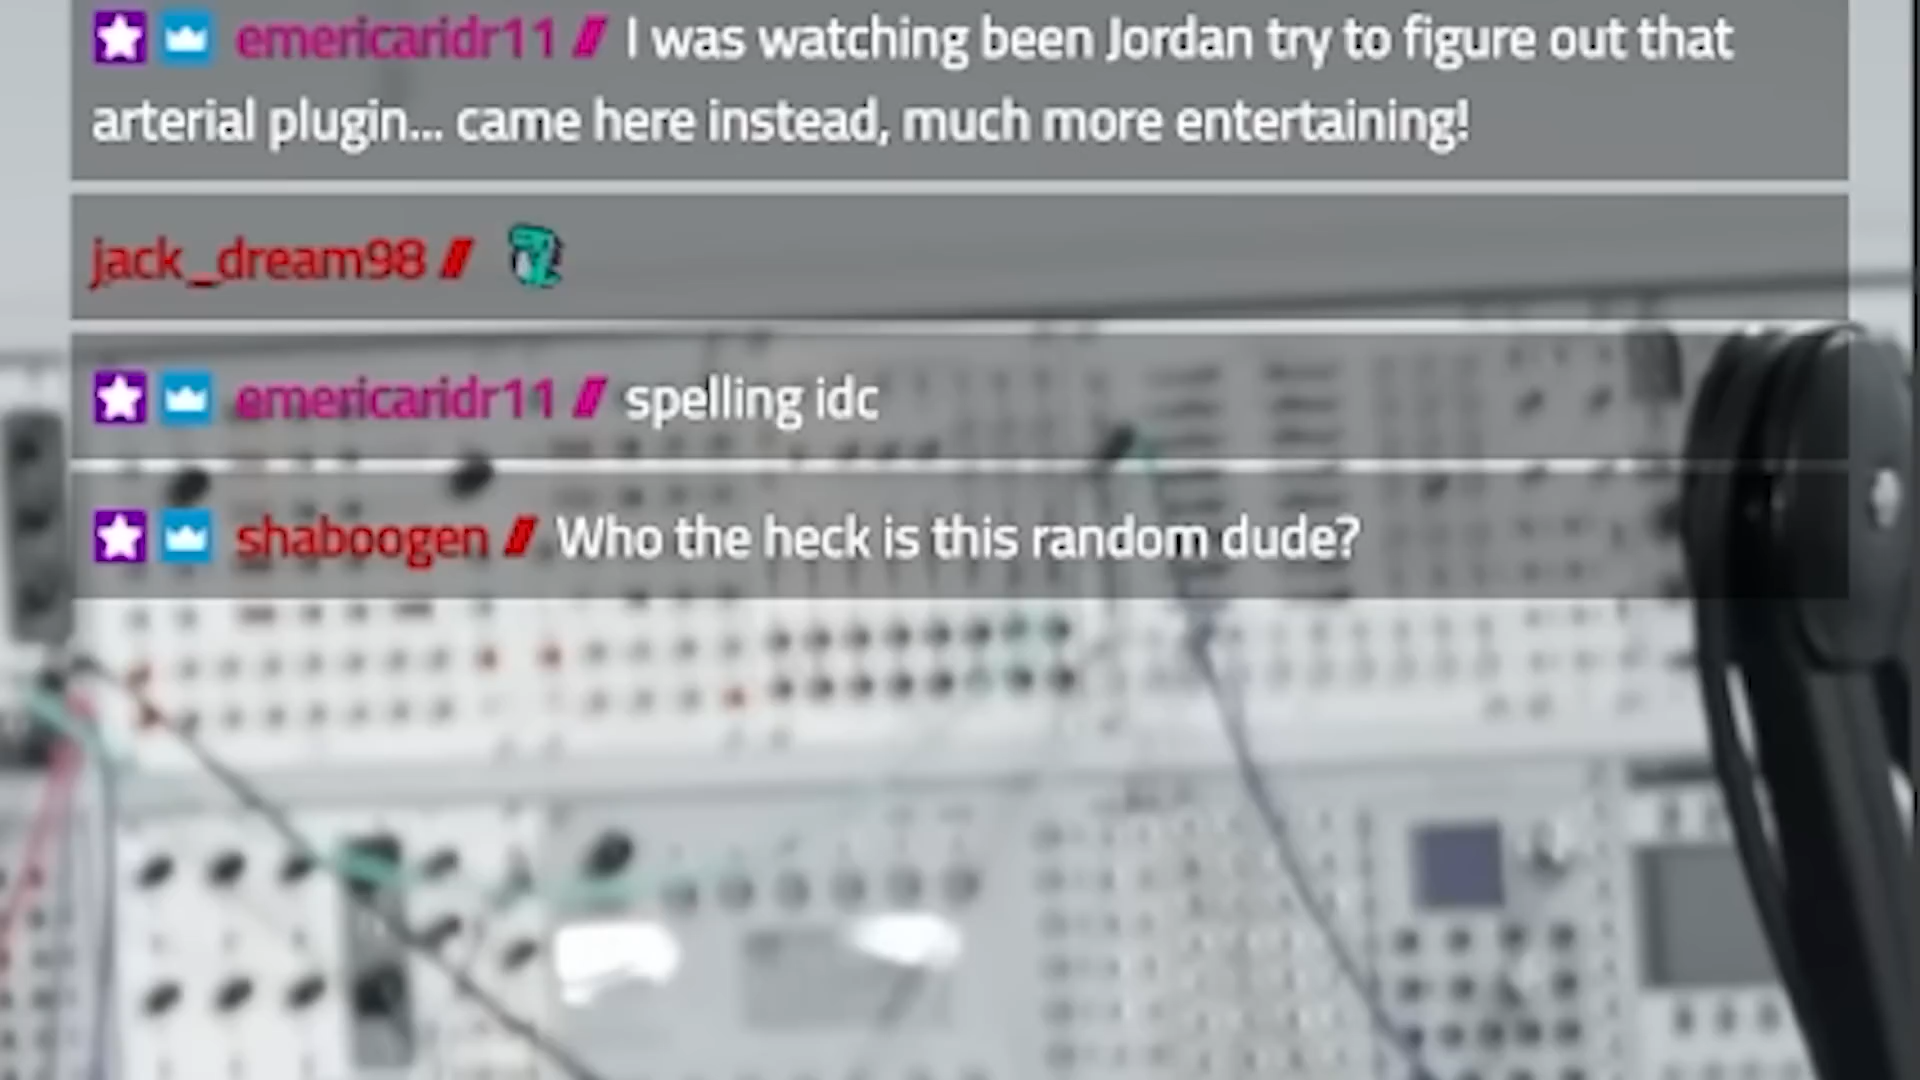 emericaridr11 // I was watching been Jordan try to figure out that
arterial plugin... came here instead, much more entertaining!
jack_dream98 //
emericaridr11 // spelling idc
shaboogen // Who the heck is this random dude?